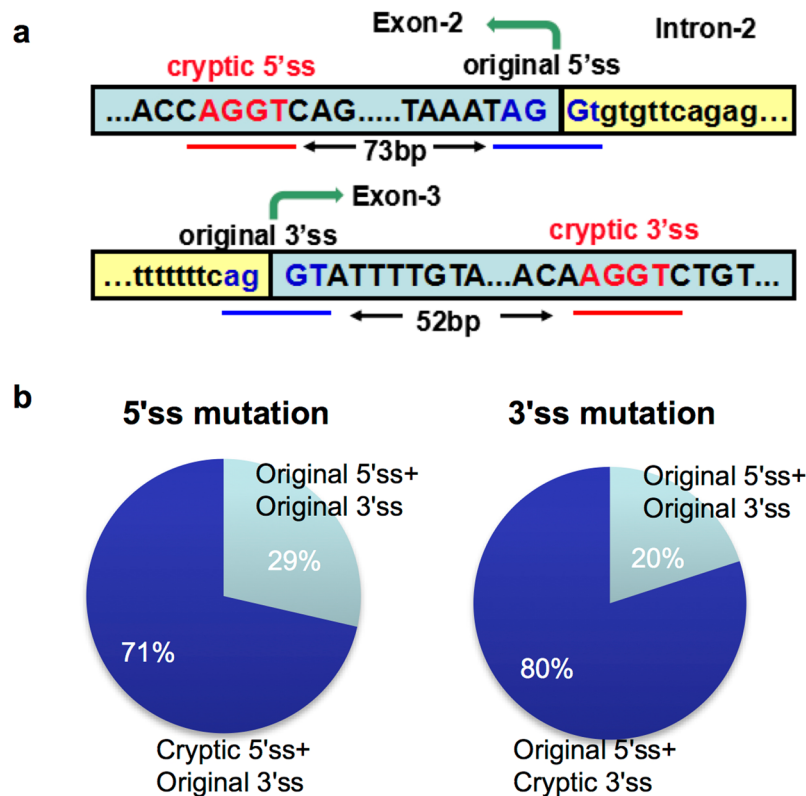 a
Exon-2
Intron-2
cryptic 5'ss
original 5'ss
...ACCAGGTCAG.....TAAATAG Gtgtgttcagag...
73bp
Exon-3
original 3'ss
cryptic 3'ss
...tttttttcag GTATTTTGTA...ACAAGGTCTGT...
52bp
b
5'ss mutation
3'ss mutation
Original 5'ss+
Original 3'ss
29%
71%
Cryptic 5'ss+
Original 3'ss
Original 5'ss+
Original 3'ss
20%
80%
Original 5'ss+
Cryptic 3'ss